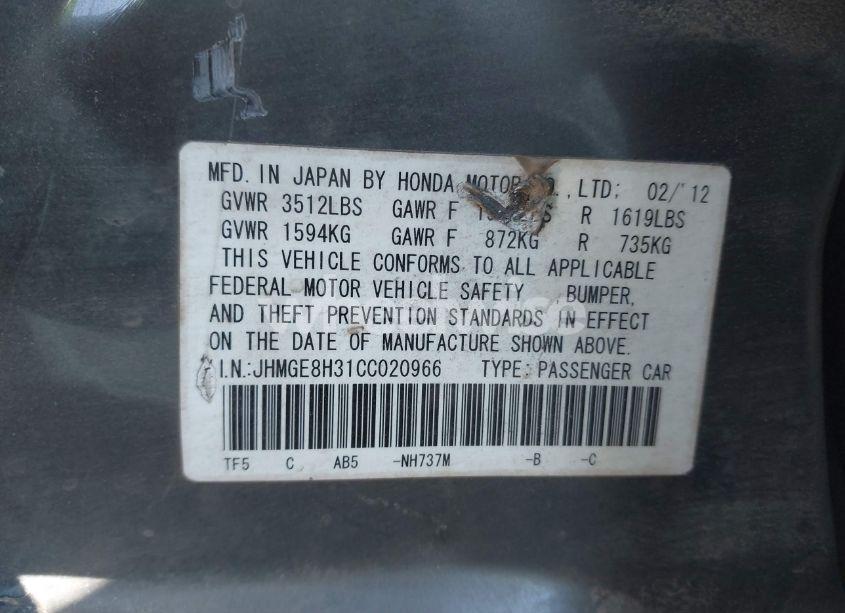 MFD. IN JAPAN BY HONDA MOTOR CO., LTD; 02/'12
GVWR 3512LBS GAWR F R 1619LBS
GVWR 1594KG GAWR F 872KG R 735KG
THIS VEHICLE CONFORMS TO ALL APPLICABLE
FEDERAL MOTOR VEHICLE SAFETY , BUMPER,
AND THEFT PREVENTION STANDARDS IN EFFECT
ON THE DATE OF MANUFACTURE SHOWN ABOVE.
I.N.:JHMGE8H31CC020966 TYPE: PASSENGER CAR
TF5 C AB5 -NH737M -B -C